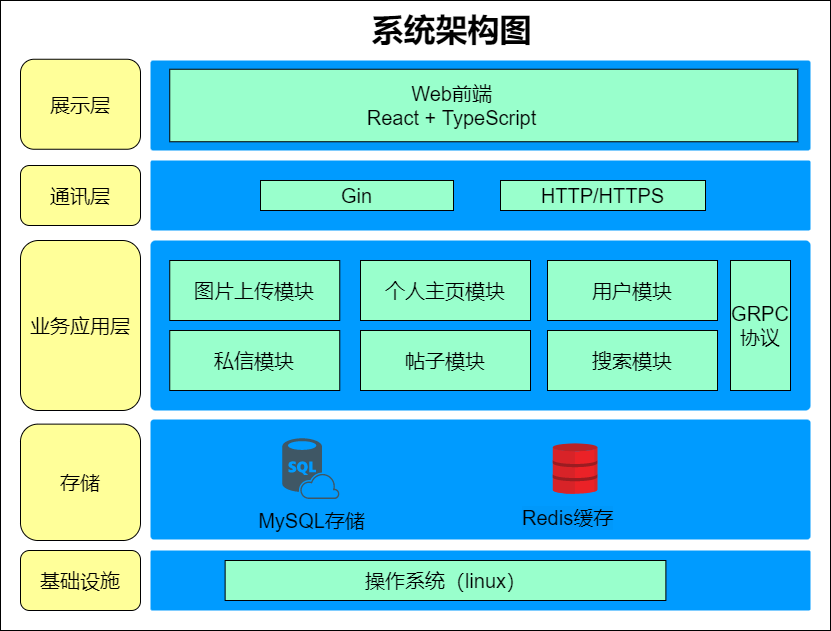 系统架构图
展示层
Web前端
React + TypeScript
通讯层
Gin
HTTP/HTTPS
业务应用层
图片上传模块
个人主页模块
用户模块
私信模块
帖子模块
搜索模块
GRPC
协议
存储
SQL
MySQL存储
Redis缓存
基础设施
操作系统（linux）